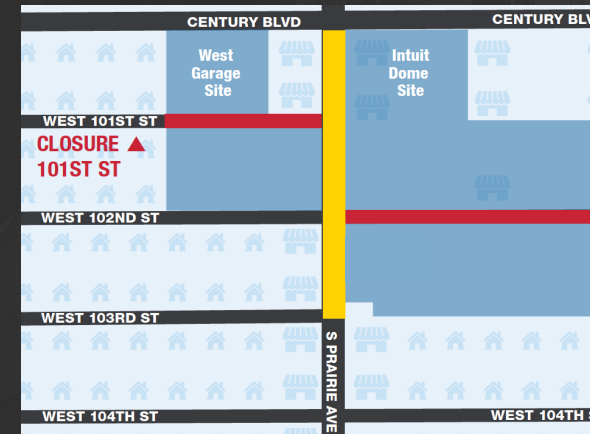 CENTURY BLVD
CENTURY BLV
West
Garage
Site
Intuit
Dome
Site
WEST 101ST ST
CLOSURE
101ST ST
WEST 102ND ST
WEST 103RD ST
S PRAIRIE AVE
WEST 104TH ST
WEST 104TH S